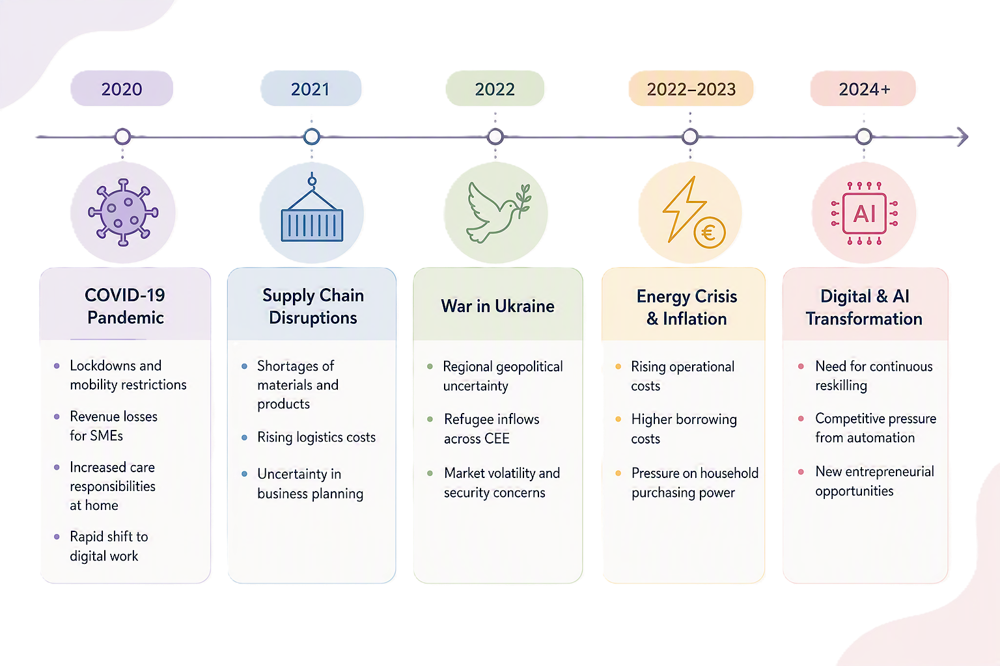 2020
2021
2022
2022–2023
2024+
AI
€
COVID-19
Pandemic
Lockdowns and
mobility restrictions
Revenue losses
for SMEs
Increased care
responsibilities
at home
Rapid shift to
digital work
Supply Chain
Disruptions
Shortages of
materials and
products
Rising logistics costs
Uncertainty in
business planning
War in Ukraine
Regional geopolitical
uncertainty
Refugee inflows
across CEE
Market volatility and
security concerns
Energy Crisis
& Inflation
Rising operational
costs
Higher borrowing
costs
Pressure on household
purchasing power
Digital & AI
Transformation
Need for continuous
reskilling
Competitive pressure
from automation
New entrepreneurial
opportunities